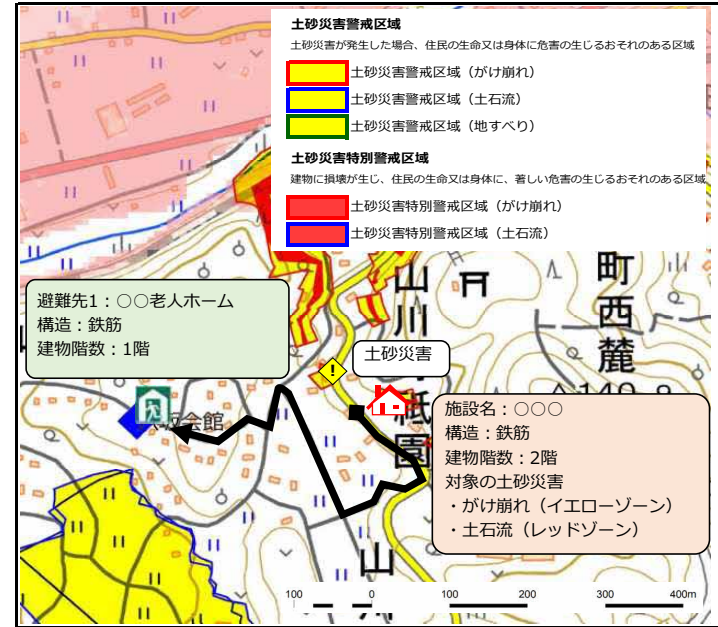 土砂災害警戒区域
土砂災害が発生した場合、住民の生命又は身体に危害の生じるおそれのある区域
土砂災害警戒区域（がけ崩れ）
土砂災害警戒区域（土石流）
土砂災害警戒区域（地すべり）
土砂災害特別警戒区域
建物に損壊が生じ、住民の生命又は身体に、著しい危害の生じるおそれのある区域
土砂災害特別警戒区域（がけ崩れ）
土砂災害特別警戒区域（土石流）
山川
町西麓
避難先1：○○老人ホーム
構造：鉄筋
建物階数：1階
土砂災害
!
祇園
会館
施設名：○○○
構造：鉄筋
建物階数：2階
対象の土砂災害
・がけ崩れ（イエローゾーン）
・土石流（レッドゾーン）
山
100 0 100 200 300 400m